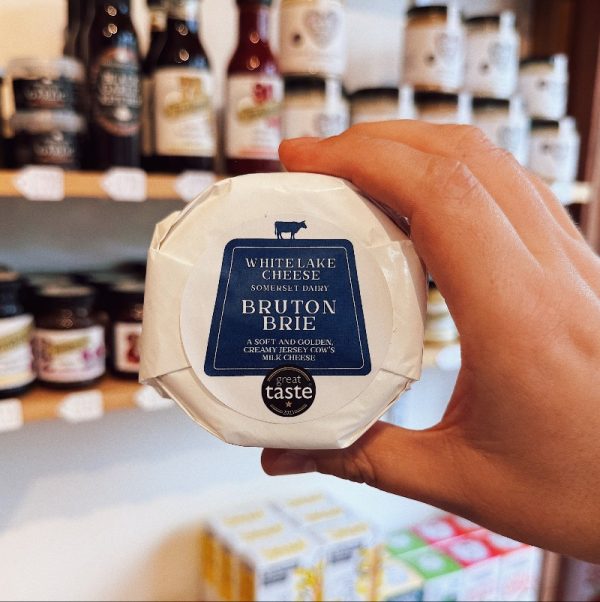 WHITE LAKE
CHEESE
SOMERSET DAIRY
BRUTON
BRIE
A SOFT AND GOLDEN,
CREAMY JERSEY COW'S
MILK CHEESE
great
taste